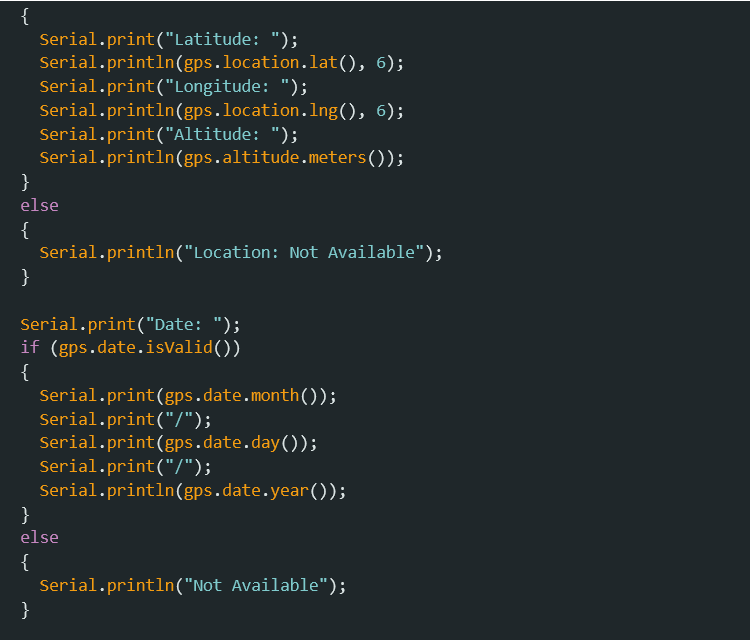 {
  Serial.print("Latitude: ");
  Serial.println(gps.location.lat(), 6);
  Serial.print("Longitude: ");
  Serial.println(gps.location.lng(), 6);
  Serial.print("Altitude: ");
  Serial.println(gps.altitude.meters());
}
else
{
  Serial.println("Location: Not Available");
}

Serial.print("Date: ");
if (gps.date.isValid())
{
  Serial.print(gps.date.month());
  Serial.print("/");
  Serial.print(gps.date.day());
  Serial.print("/");
  Serial.println(gps.date.year());
}
else
{
  Serial.println("Not Available");
}